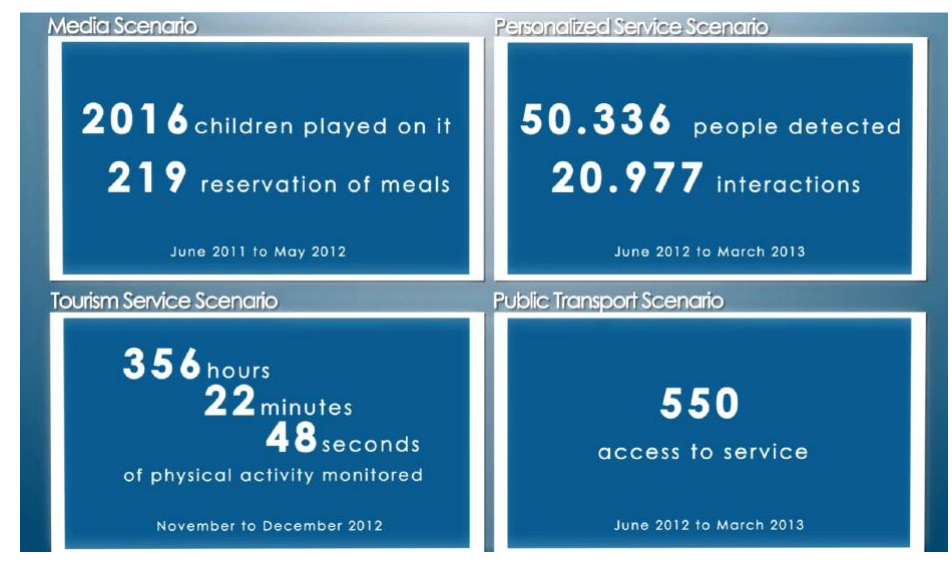 Media Scenario
2016 children played on it
219 reservation of meals
June 2011 to May 2012
Personalized Service Scenario
50.336 people detected
20.977 interactions
June 2012 to March 2013
Tourism Service Scenario
356 hours
22 minutes
48 seconds
of physical activity monitored
November to December 2012
Public Transport Scenario
550
access to service
June 2012 to March 2013